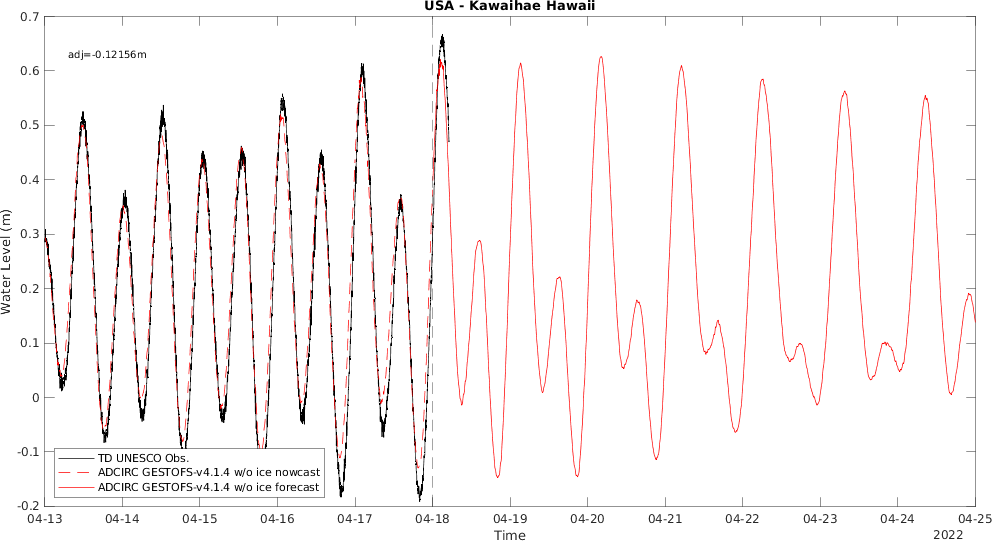 USA - Kawaihae Hawaii
adj=-0.12156m
Water Level (m)
0.7
0.6
0.5
0.4
0.3
0.2
0.1
0
-0.1
-0.2
TD UNESCO Obs.
ADCIRC GESTOFS-v4.1.4 w/o ice nowcast
ADCIRC GESTOFS-v4.1.4 w/o ice forecast
04-13 04-14 04-15 04-16 04-17 04-18 04-19 04-20 04-21 04-22 04-23 04-24 04-25
Time
2022